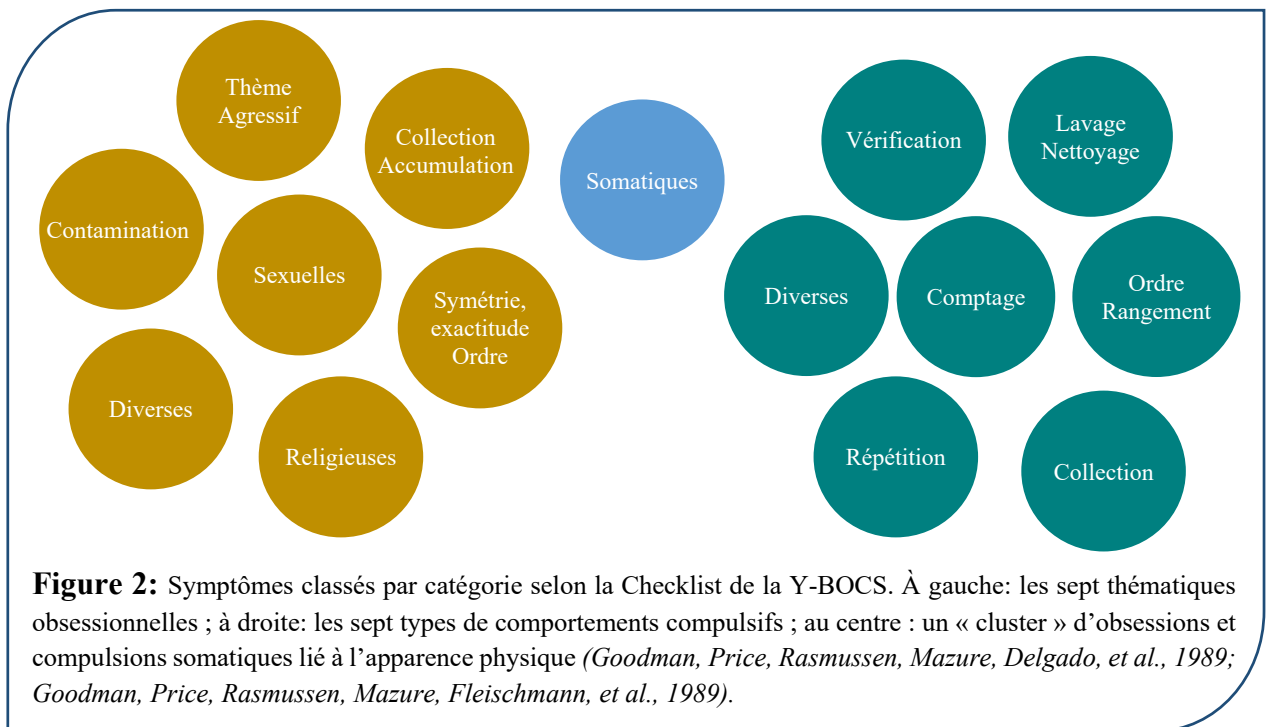 Thème
Agressif
Collection
Accumulation
Contamination
Sexuelles
Symétrie,
exactitude
Ordre
Diverses
Religieuses
Somatiques
Vérification
Lavage
Nettoyage
Diverses
Comptage
Ordre
Rangement
Répétition
Collection
Figure 2: Symptômes classés par catégorie selon la Checklist de la Y-BOCS. À gauche: les sept thématiques
obsessionnelles ; à droite: les sept types de comportements compulsifs ; au centre : un « cluster » d’obsessions et
compulsions somatiques lié à l’apparence physique (Goodman, Price, Rasmussen, Mazure, Delgado, et al., 1989;
Goodman, Price, Rasmussen, Mazure, Fleischmann, et al., 1989).